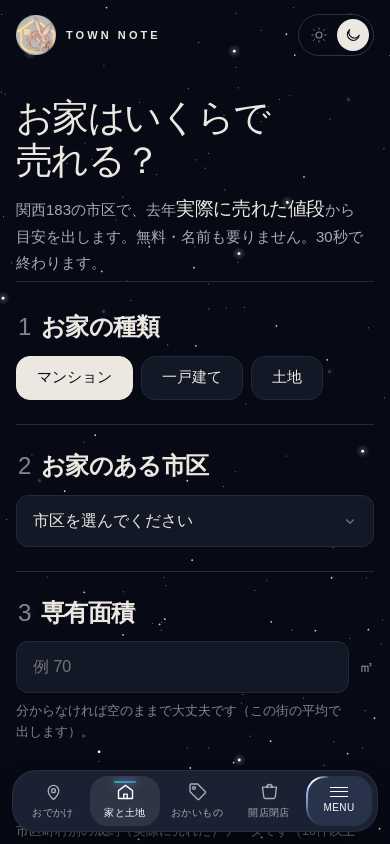 TOWN NOTE
お家はいくらで
売れる？
関西183の市区で、去年実際に売れた値段から
目安を出します。無料・名前も要りません。30秒で
終わります。
1 お家の種類
マンション 一戸建て 土地
2 お家のある市区
市区を選んでください
3 専有面積
例 70 ㎡
分からなければ空のままで大丈夫です（この街の平均で
出します）。
おでかけ 家と土地 おかいもの 開店閉店 MENU